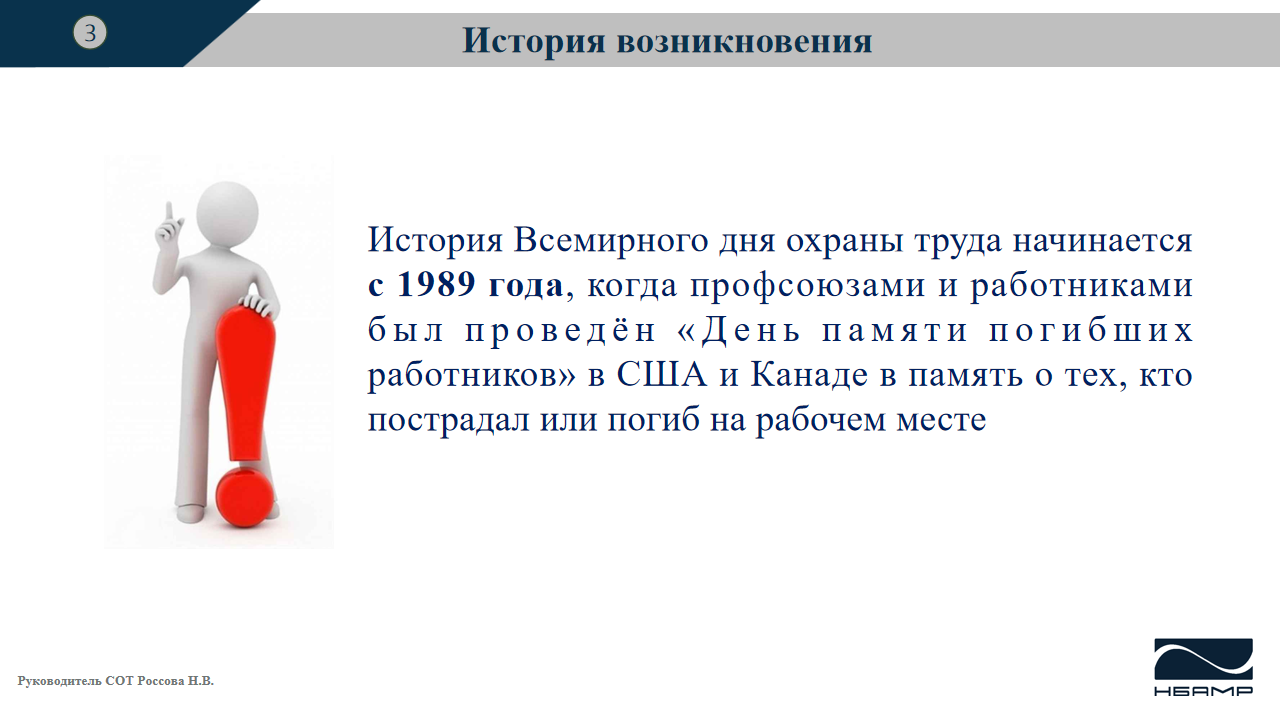 3
История возникновения
История Всемирного дня охраны труда начинается
с 1989 года, когда профсоюзами и работниками
был проведён «День памяти погибших
работников» в США и Канаде в память о тех, кто
пострадал или погиб на рабочем месте
Руководитель СОТ Россова Н.В.
НБАМР